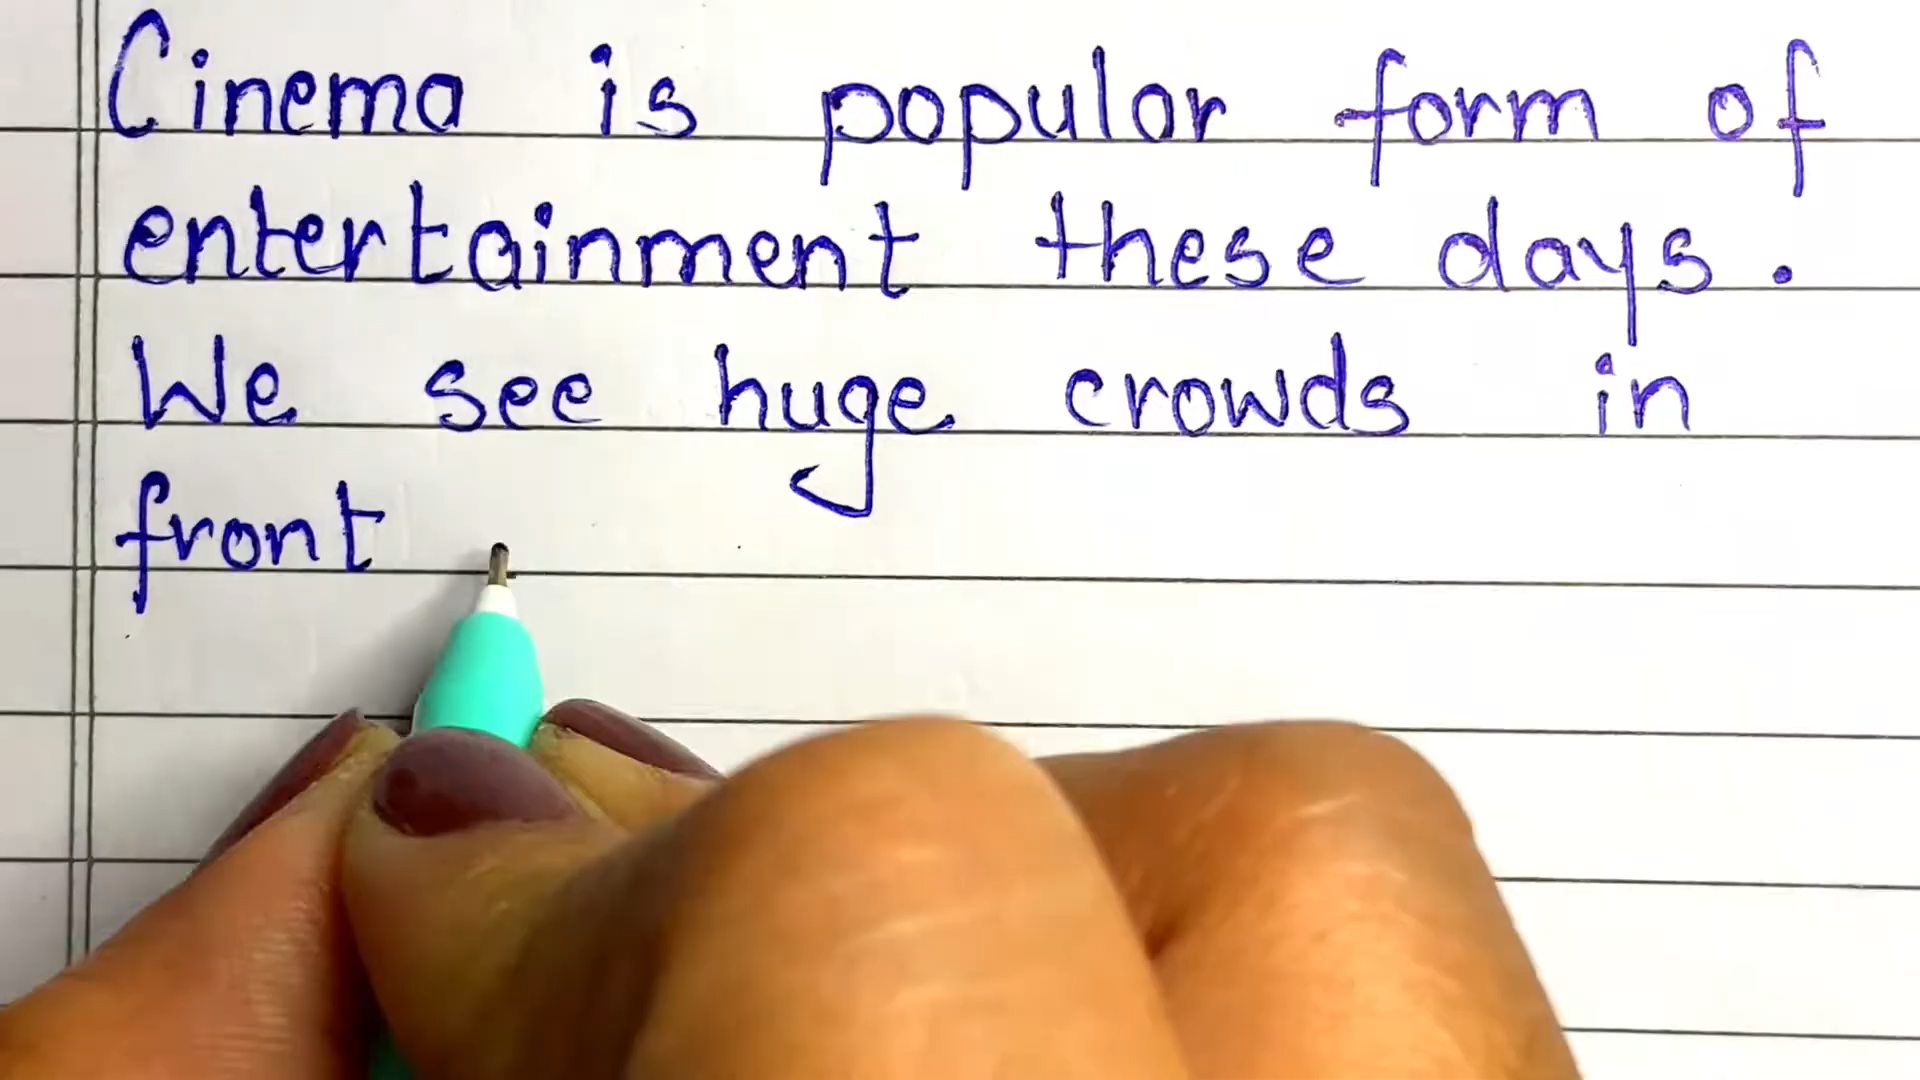 Cinema is popular form of
entertainment these days.
We see huge crowds in
front